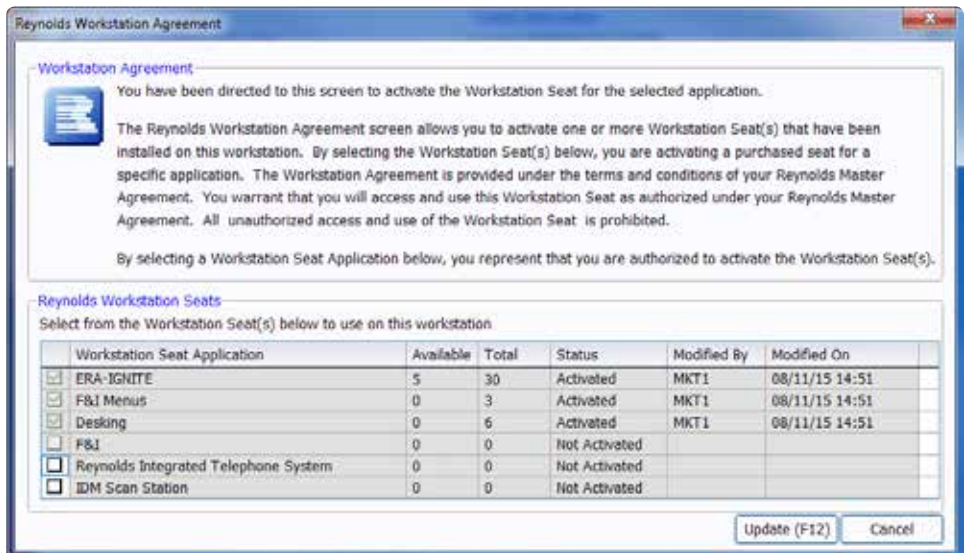 Reynolds Workstation Agreement
Workstation Agreement
You have been directed to this screen to activate the Workstation Seat for the selected application.
The Reynolds Workstation Agreement screen allows you to activate one or more Workstation Seat(s) that have been
installed on this workstation. By selecting the Workstation Seat(s) below, you are activating a purchased seat for a
specific application. The Workstation Agreement is provided under the terms and conditions of your Reynolds Master
Agreement. You warrant that you will access and use this Workstation Seat as authorized under your Reynolds Master
Agreement. All unauthorized access and use of the Workstation Seat is prohibited.
By selecting a Workstation Seat Application below, you represent that you are authorized to activate the Workstation Seat(s).
Reynolds Workstation Seats
Select from the Workstation Seat(s) below to use on this workstation
Workstation Seat Application Available Total Status Modified By Modified On
ERA-IGNITE 5 30 Activated MKT1 08/11/15 14:51
F&I Menus 0 3 Activated MKT1 08/11/15 14:51
Desking 0 6 Activated MKT1 08/11/15 14:51
F&I 0 0 Not Activated
Reynolds Integrated Telephone System 0 0 Not Activated
IDM Scan Station 0 0 Not Activated
Update (F12) Cancel